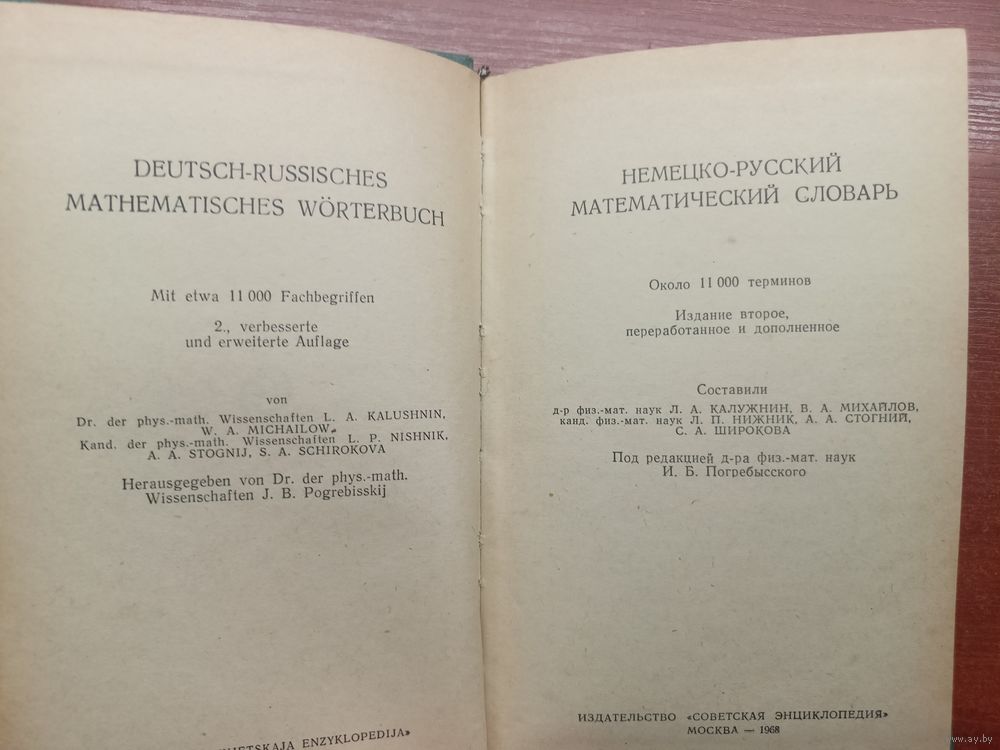 DEUTSCH-RUSSISCHES
MATHEMATISCHES WÖRTERBUCH
Mit etwa 11 000 Fachbegriffen
2., verbesserte
und erweiterte Auflage
von
Dr. der phys.-math. Wissenschaften L. A. KALUSHNIN,
W. A. MICHAILOW,
Kand. der phys.-math. Wissenschaften L. P. NISHNIK,
A. A. STOGNIJ, S. A. SCHIROKOVA
Herausgegeben von Dr. der phys.-math.
Wissenschaften J. B. Pogrebisskij
ENZYKLOPEDIJA»
НЕМЕЦКО-РУССКИЙ
МАТЕМАТИЧЕСКИЙ СЛОВАРЬ
Около 11 000 терминов
Издание второе,
переработанное и дополненное
Составили
д-р физ.-мат. наук Л. А. КАЛУЖНИН, В. А. МИХАЙЛОВ,
канд. физ.-мат. наук Л. П. НИЖНИК, А. А. СТОГНИЙ,
С. А. ШИРОКОВА
Под редакцией д-ра физ.-мат. наук
И. Б. Погребысского
ИЗДАТЕЛЬСТВО «СОВЕТСКАЯ ЭНЦИКЛОПЕДИЯ»
МОСКВА — 1968
www.ay.by